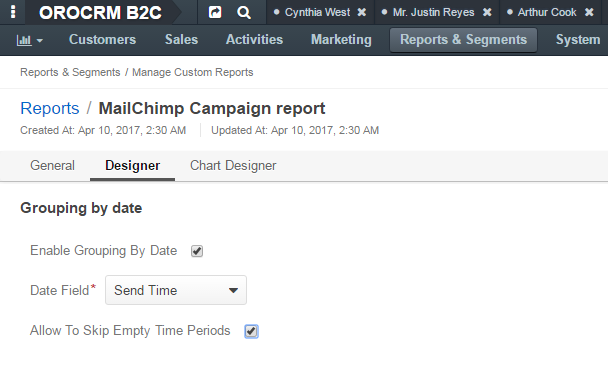 OROCRM B2C Cynthia West × Mr. Justin Reyes × Arthur Cook ×
Customers Sales Activities Marketing Reports & Segments System
Reports & Segments / Manage Custom Reports
Reports / MailChimp Campaign report
Created At: Apr 10, 2017, 2:30 AM Updated At: Apr 10, 2017, 2:30 AM
General Designer Chart Designer
Grouping by date
Enable Grouping By Date
Date Field* Send Time
Allow To Skip Empty Time Periods